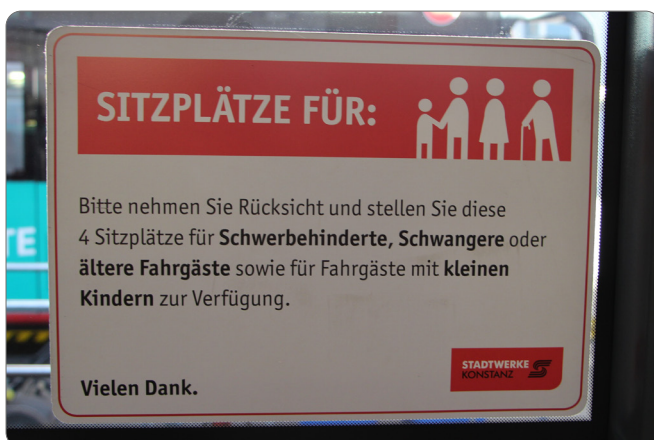 SITZPLÄTZE FÜR:
Bitte nehmen Sie Rücksicht und stellen Sie diese
4 Sitzplätze für Schwerbehinderte, Schwangere oder
ältere Fahrgäste sowie für Fahrgäste mit kleinen
Kindern zur Verfügung.
STADTWERKE
KONSTANZ
Vielen Dank.
TE